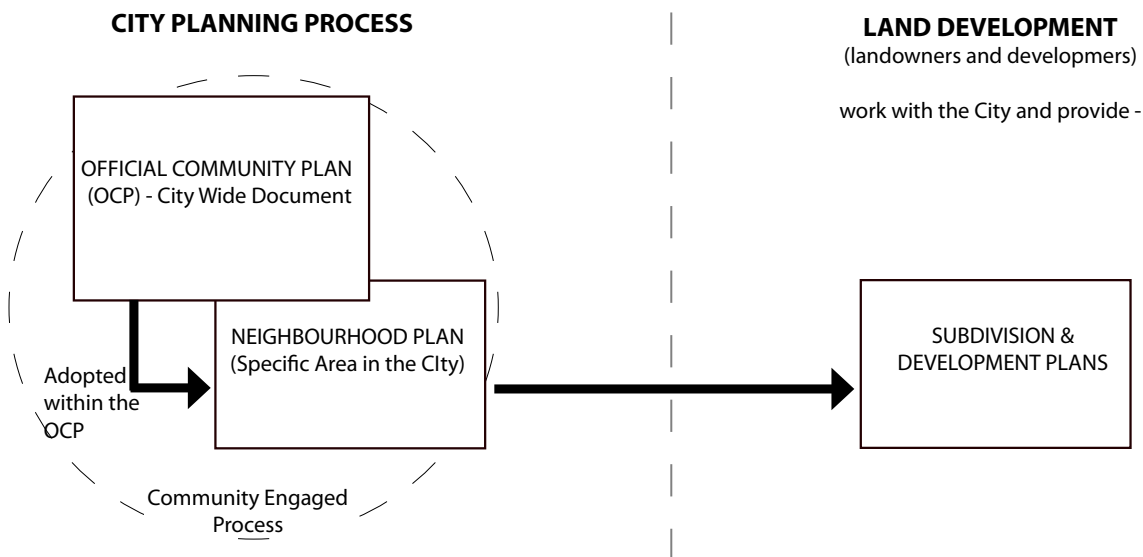 CITY PLANNING PROCESS
OFFICIAL COMMUNITY PLAN
(OCP) - City Wide Document
NEIGHBOURHOOD PLAN
(Specific Area in the CIty)
Adopted
within the
OCP
Community Engaged
Process
LAND DEVELOPMENT
(landowners and developmers)
work with the City and provide -
SUBDIVISION &
DEVELOPMENT PLANS